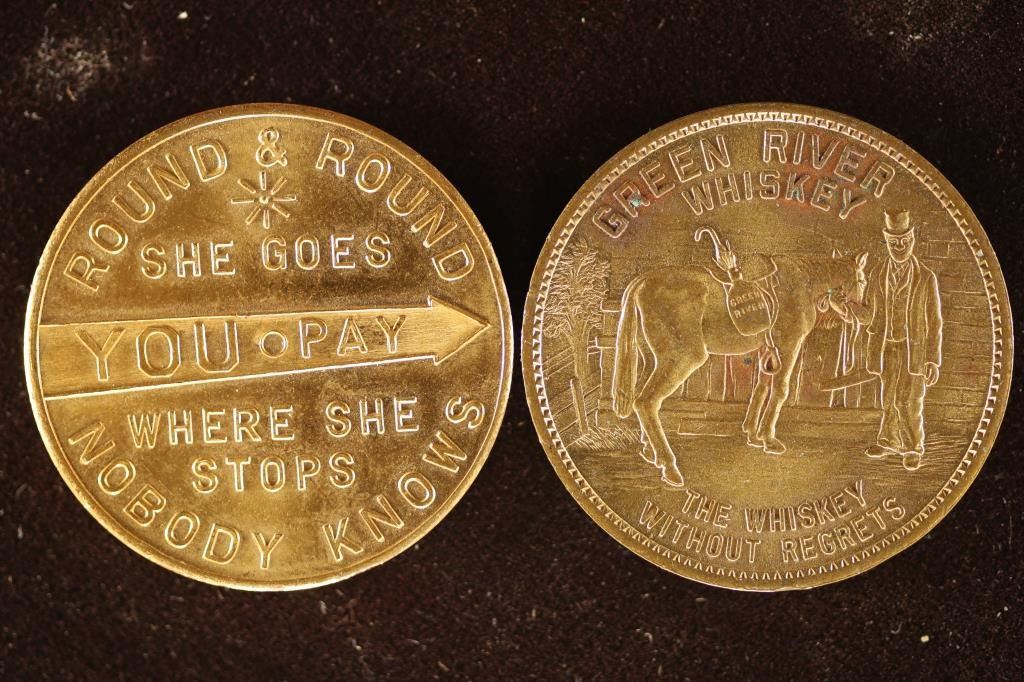 ROUND & ROUND
SHE GOES
YOU PAY
WHERE SHE
STOPS
NOBODY KNOWS
GREEN RIVER
WHISKEY
GREEN
RIVER
THE WHISKEY
WITHOUT REGRETS